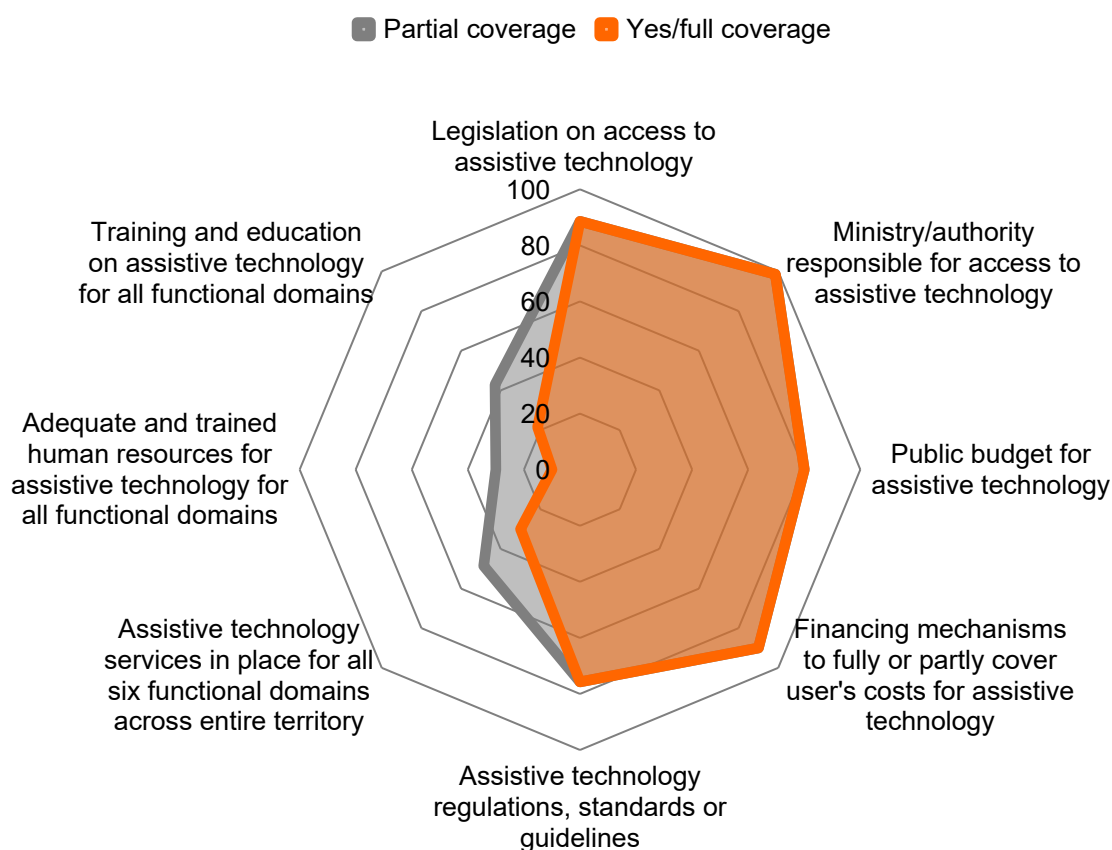 Partial coverage
Yes/full coverage
Legislation on access to
assistive technology
100
80
60
40
20
0
Ministry/authority
responsible for access to
assistive technology
Public budget for
assistive technology
Financing mechanisms
to fully or partly cover
user's costs for assistive
technology
Assistive technology
regulations, standards or
guidelines
Assistive technology
services in place for all
six functional domains
across entire territory
Adequate and trained
human resources for
assistive technology for
all functional domains
Training and education
on assistive technology
for all functional domains